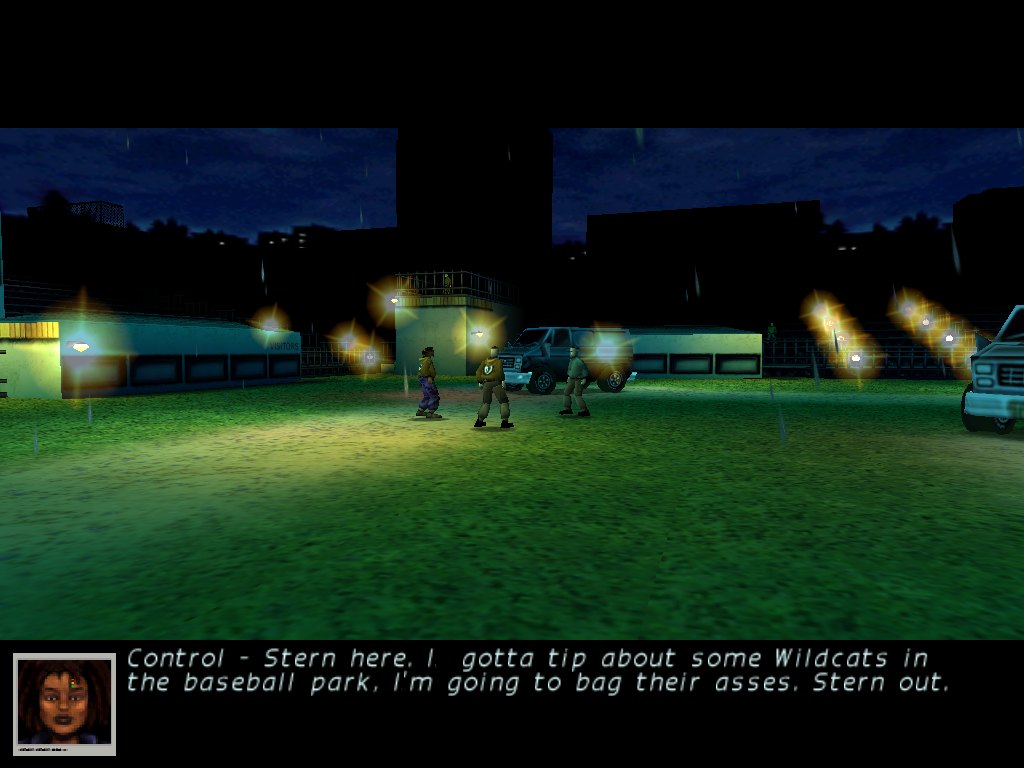 VISITORS
Control - Stern here, I gotta tip about some Wildcats in
the baseball park, I'm going to bag their asses. Stern out.